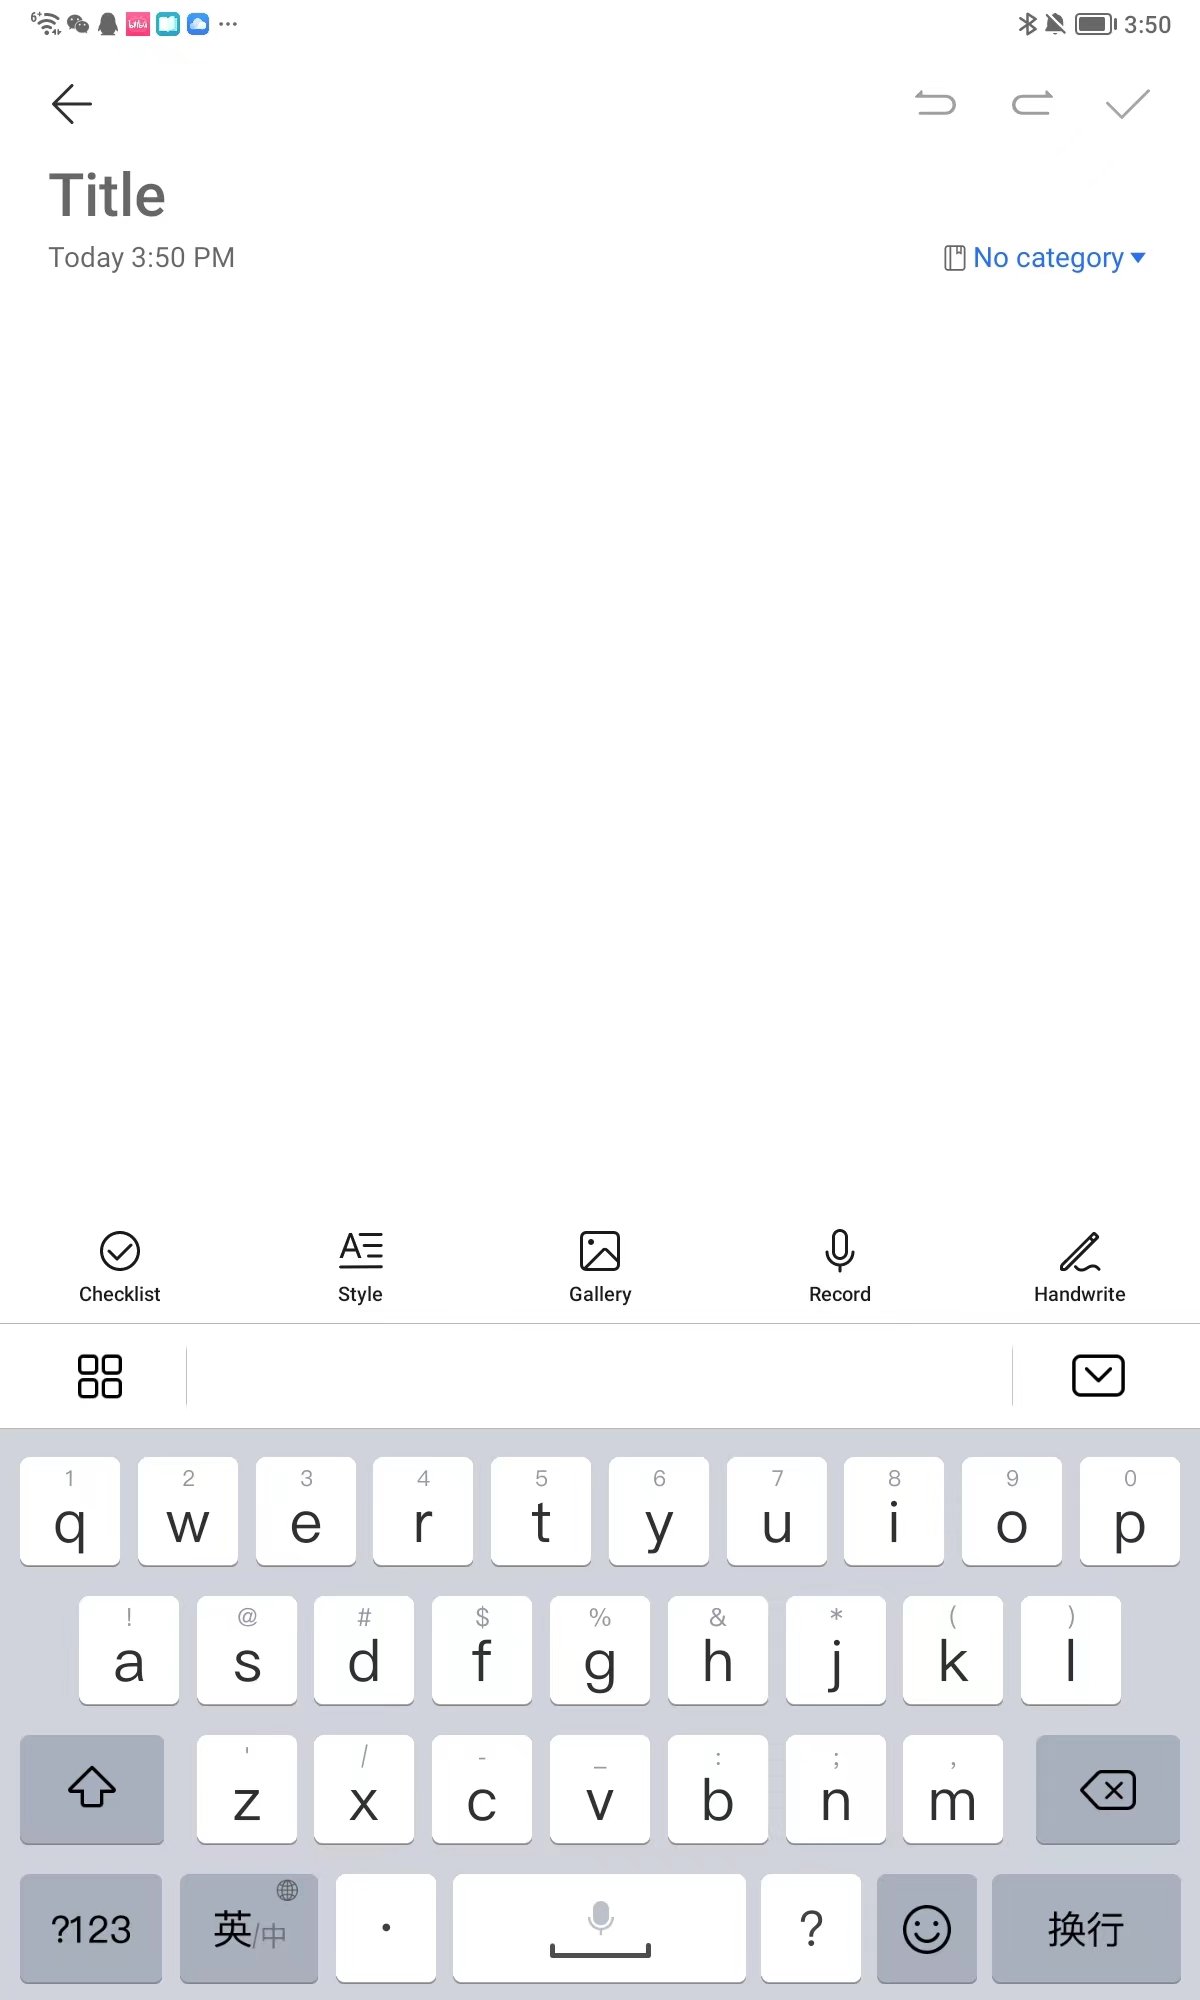 3:50
Title
Today 3:50 PM
No category
Checklist
Style
Gallery
Record
Handwrite
1 2 3 4 5 6 7 8 9 0
q w e r t y u i o p
! @ # $ % & * ( )
a s d f g h j k l
' / - _ : ; ,
z x c v b n m
?123 英/中 . ? 换行